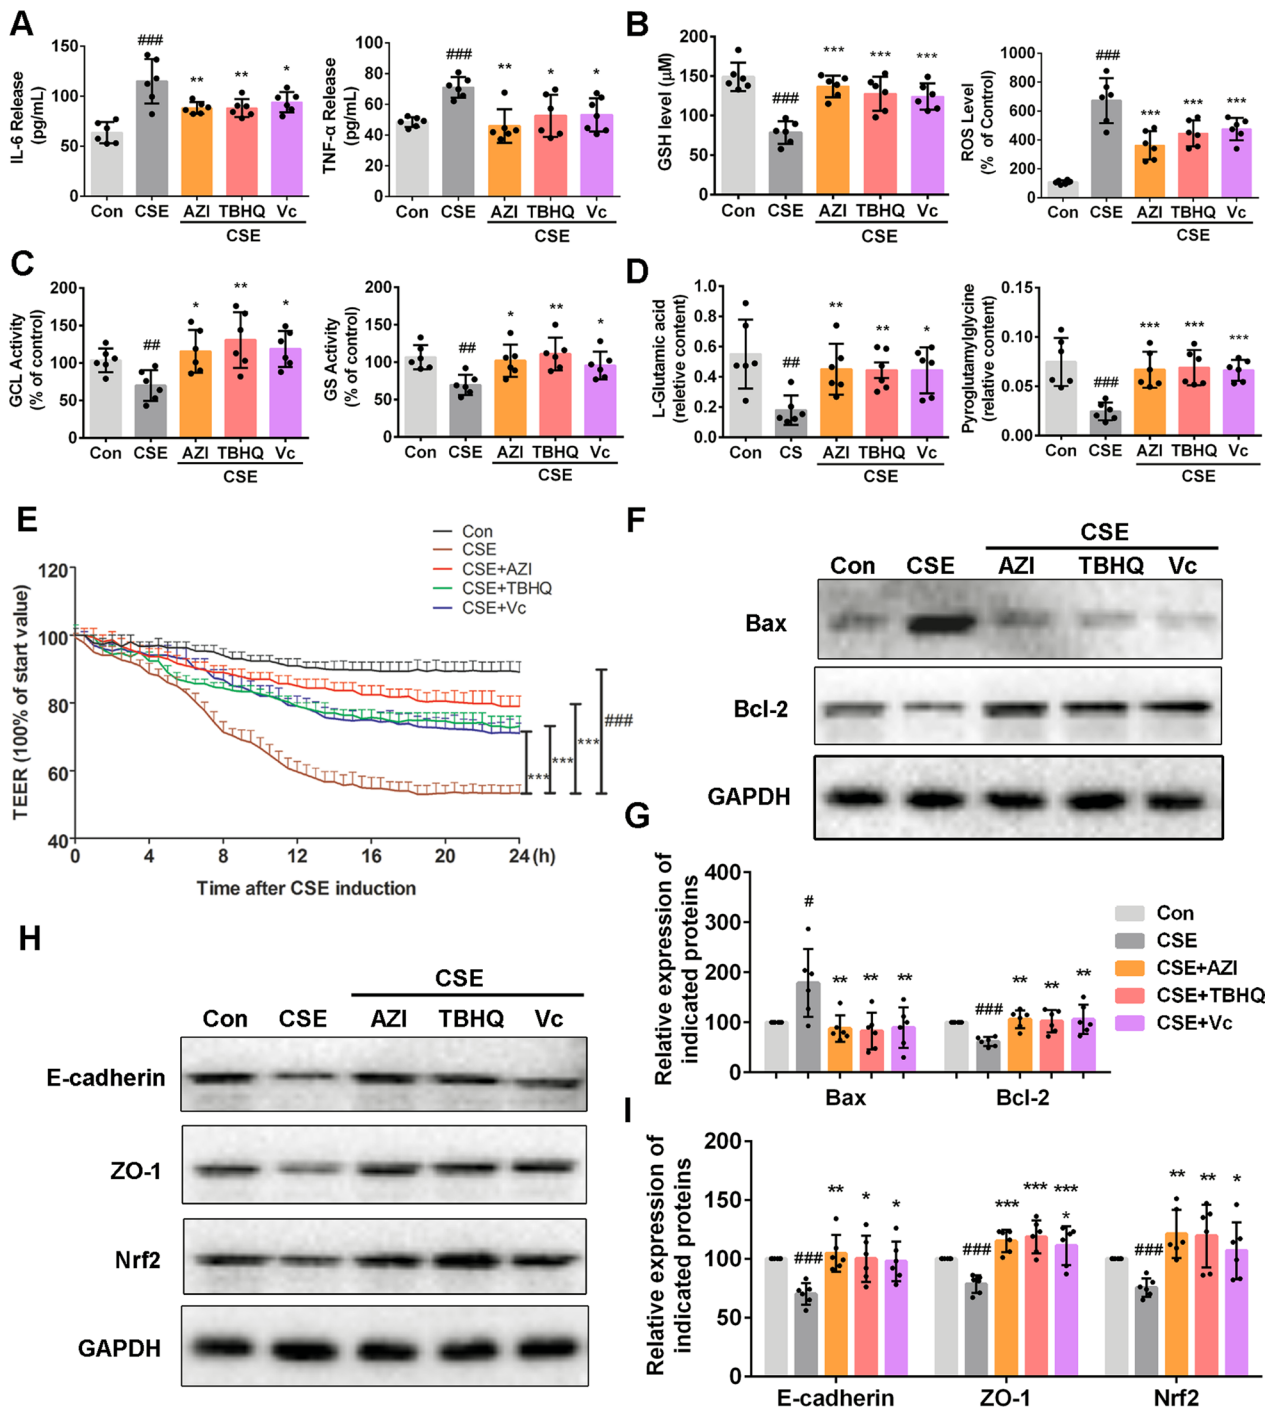 A
IL-6 Release
(pg/mL)
150
100
50
0
###
**
**
*
Con
CSE
AZI
TBHQ
Vc
CSE
TNF-α Release
(pg/mL)
100
80
60
40
20
0
###
**
*
*
Con
CSE
AZI
TBHQ
Vc
CSE
B
GSH level (μM)
200
150
100
50
0
###
***
***
***
Con
CSE
AZI
TBHQ
Vc
CSE
ROS Level
(% of Control)
1000
800
600
400
200
0
###
***
***
***
Con
CSE
AZI
TBHQ
Vc
CSE
C
GCL Activity
(% of control)
200
150
100
50
0
##
*
**
*
Con
CSE
AZI
TBHQ
Vc
CSE
GS Activity
(% of control)
200
150
100
50
0
##
*
**
*
Con
CSE
AZI
TBHQ
Vc
CSE
D
L-Glutamic acid
(reletive content)
1.0
0.8
0.6
0.4
0.2
0.0
##
**
**
*
Con
CS
AZI
TBHQ
Vc
CSE
Pyroglutamylglycine
(relative content)
0.15
0.10
0.05
0.00
###
***
***
***
Con
CSE
AZI
TBHQ
Vc
CSE
E
Con
CSE
CSE+AZI
CSE+TBHQ
CSE+Vc
TEER (100% of start value)
120
100
80
60
40
***
***
***
###
0
4
8
12
16
20
24 (h)
Time after CSE induction
F
CSE
Con
CSE
AZI
TBHQ
Vc
Bax
Bcl-2
GAPDH
G
Relative expression of
indicated proteins
400
300
200
100
0
#
**
**
**
###
**
**
**
Bax
Bcl-2
Con
CSE
CSE+AZI
CSE+TBHQ
CSE+Vc
H
CSE
Con
CSE
AZI
TBHQ
Vc
E-cadherin
ZO-1
Nrf2
GAPDH
I
Relative expression of
indicated proteins
200
150
100
50
0
###
**
*
*
###
***
***
***
*
###
**
**
*
E-cadherin
ZO-1
Nrf2